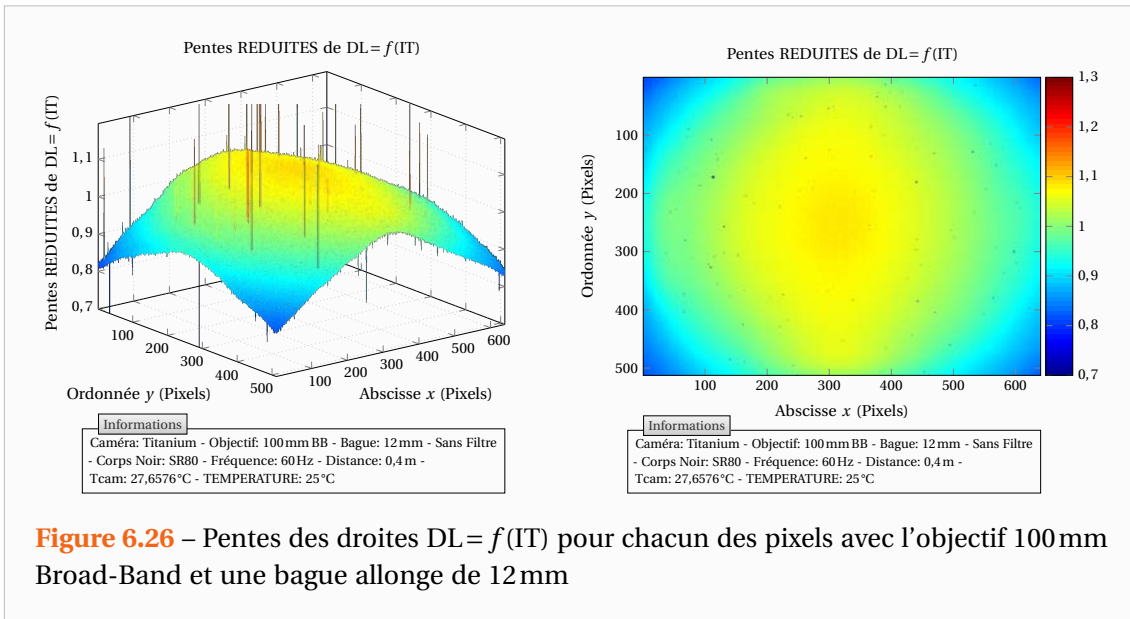 Pentes REDUITES de DL = f(IT)
Pentes REDUITES de DL = f(IT)
1,1
1
0,9
0,8
0,7
100
200
300
400
500
100
200
300
400
500
600
Ordonnée y (Pixels)
Abscisse x (Pixels)
Informations
Caméra: Titanium - Objectif: 100 mm BB - Bague: 12 mm - Sans Filtre
- Corps Noir: SR80 - Fréquence: 60 Hz - Distance: 0,4 m -
Tcam: 27,6576 °C - TEMPERATURE: 25 °C
Pentes REDUITES de DL = f(IT)
Ordonnée y (Pixels)
100
200
300
400
500
100
200
300
400
500
600
Abscisse x (Pixels)
1,3
1,2
1,1
1
0,9
0,8
0,7
Informations
Caméra: Titanium - Objectif: 100 mm BB - Bague: 12 mm - Sans Filtre
- Corps Noir: SR80 - Fréquence: 60 Hz - Distance: 0,4 m -
Tcam: 27,6576 °C - TEMPERATURE: 25 °C
Figure 6.26 – Pentes des droites DL = f(IT) pour chacun des pixels avec l'objectif 100 mm
Broad-Band et une bague allonge de 12 mm